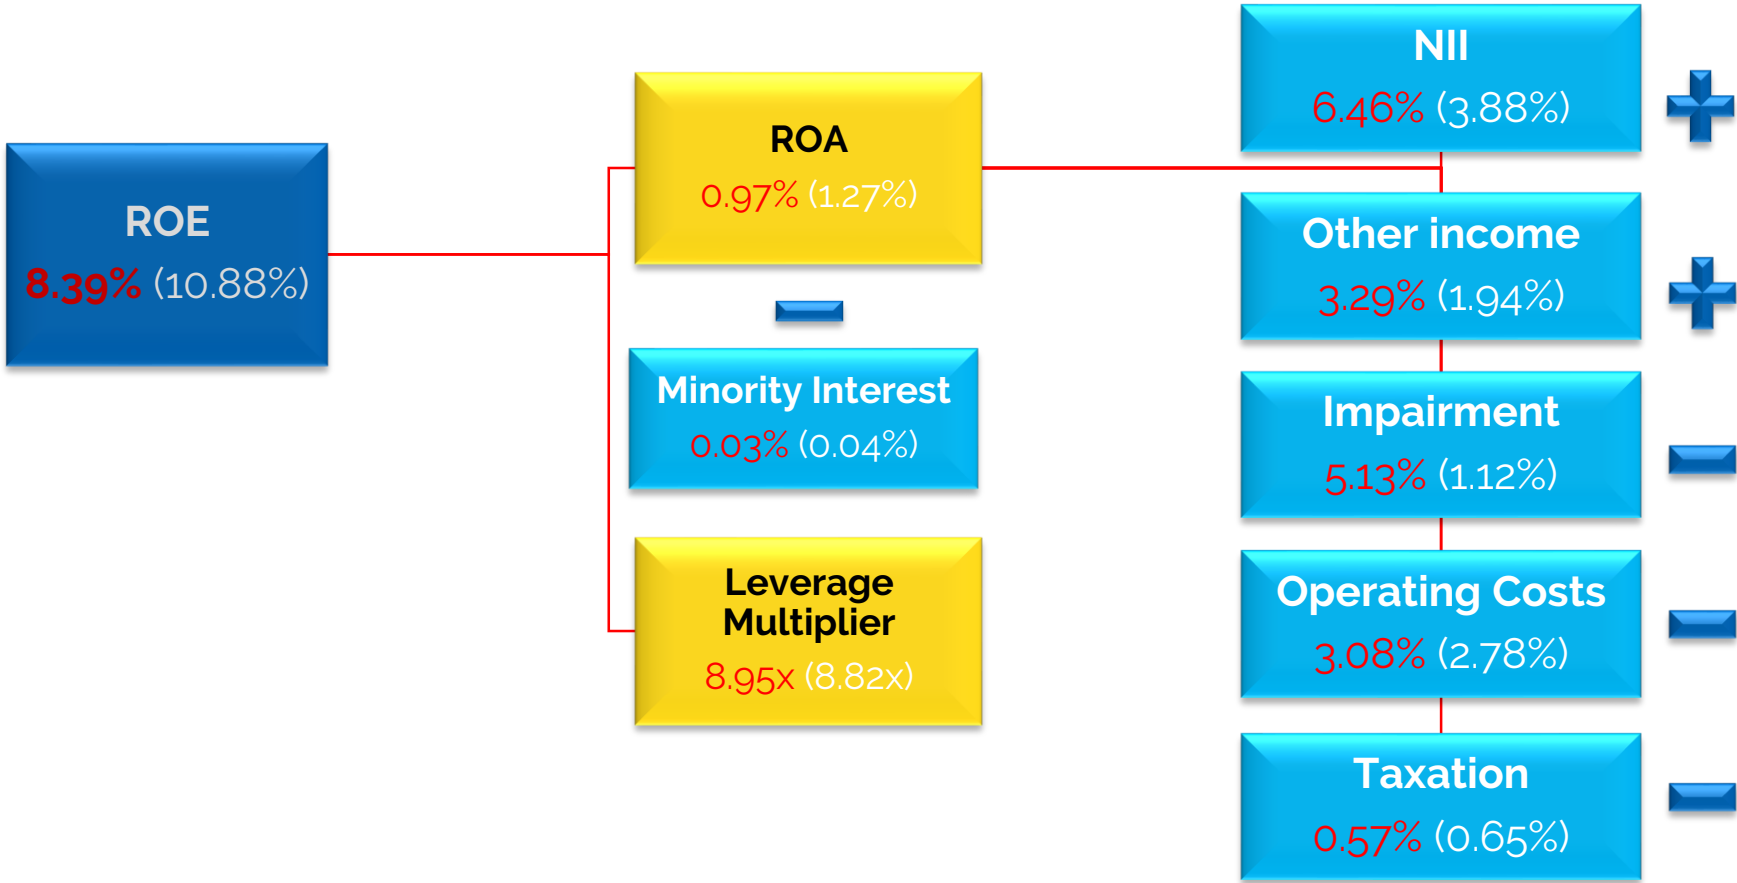 ROE
8.39% (10.88%)
ROA
0.97% (1.27%)
Minority Interest
0.03% (0.04%)
Leverage
Multiplier
8.95x (8.82x)
NII
6.46% (3.88%)
Other income
3.29% (1.94%)
Impairment
5.13% (1.12%)
Operating Costs
3.08% (2.78%)
Taxation
0.57% (0.65%)